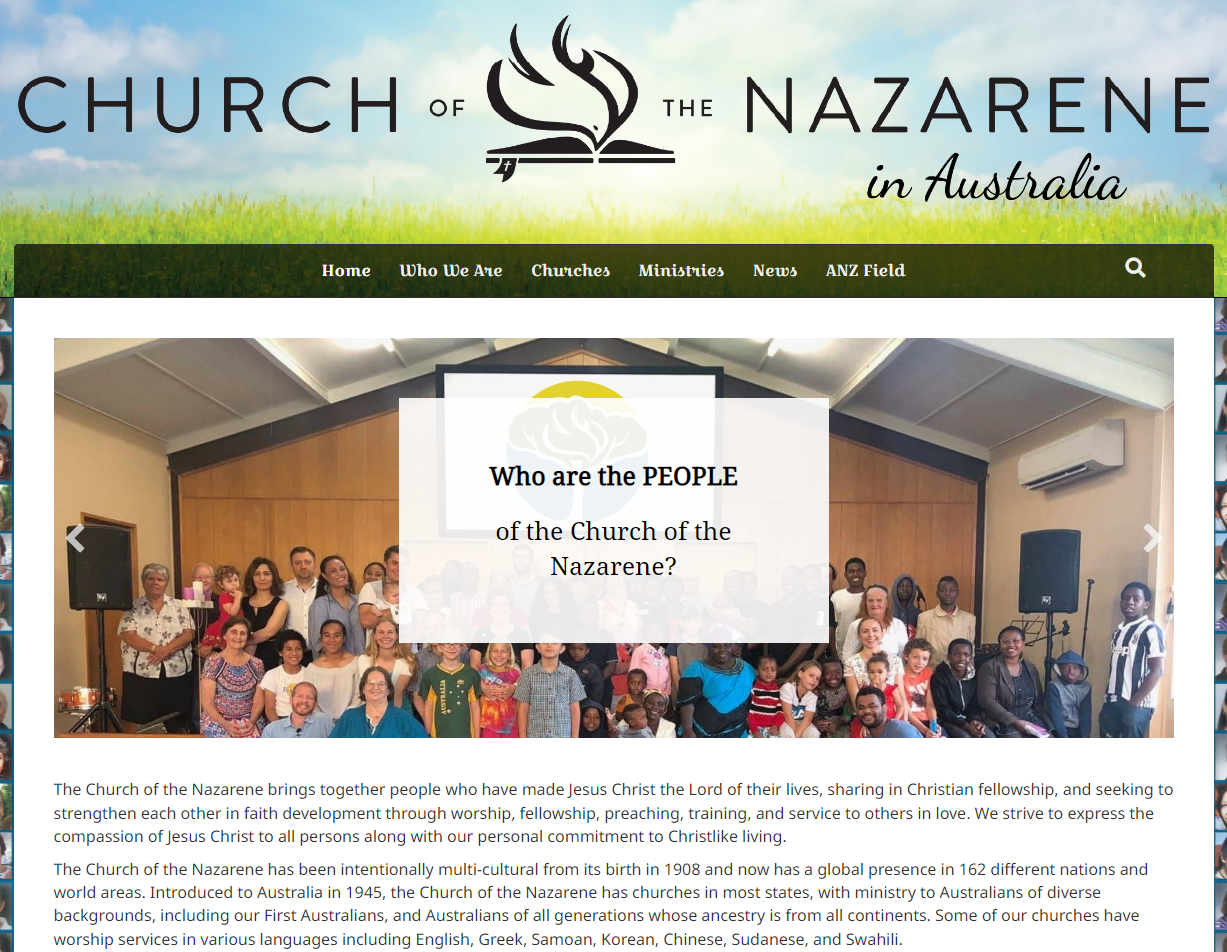 CHURCH OF THE NAZARENE
in Australia
Home Who We Are Churches Ministries News ANZ Field
Who are the PEOPLE
of the Church of the
Nazarene?
AUSTRALIA
The Church of the Nazarene brings together people who have made Jesus Christ the Lord of their lives, sharing in Christian fellowship, and seeking to
strengthen each other in faith development through worship, fellowship, preaching, training, and service to others in love. We strive to express the
compassion of Jesus Christ to all persons along with our personal commitment to Christlike living.
The Church of the Nazarene has been intentionally multi-cultural from its birth in 1908 and now has a global presence in 162 different nations and
world areas. Introduced to Australia in 1945, the Church of the Nazarene has churches in most states, with ministry to Australians of diverse
backgrounds, including our First Australians, and Australians of all generations whose ancestry is from all continents. Some of our churches have
worship services in various languages including English, Greek, Samoan, Korean, Chinese, Sudanese, and Swahili.